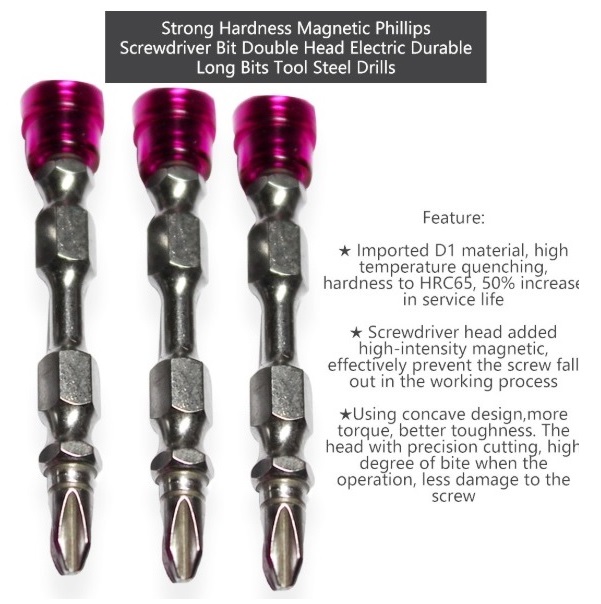 Strong Hardness Magnetic Phillips
Screwdriver Bit Double Head Electric Durable
Long Bits Tool Steel Drills
Feature:
★ Imported D1 material, high
temperature quenching,
hardness to HRC65, 50% increase
in service life
★ Screwdriver head added
high-intensity magnetic,
effectively prevent the screw fall
out in the working process
★Using concave design,more
torque, better toughness. The
head with precision cutting, high
degree of bite when the
operation, less damage to the
screw